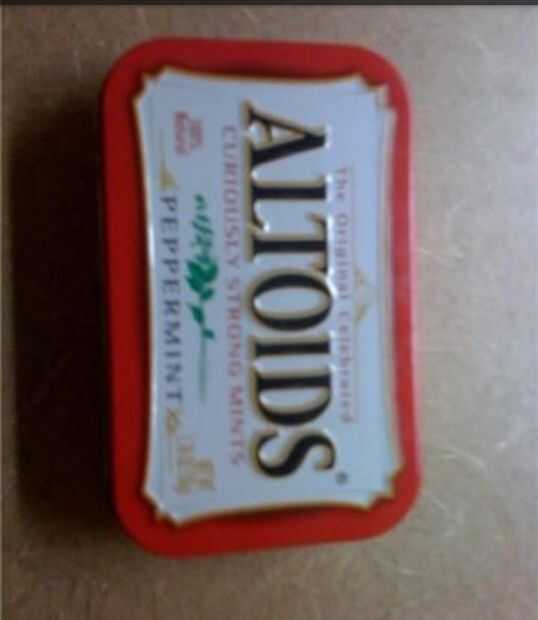 The Original Celebrated
ALTOIDS®
CURIOUSLY STRONG MINTS
PEPPERMINT